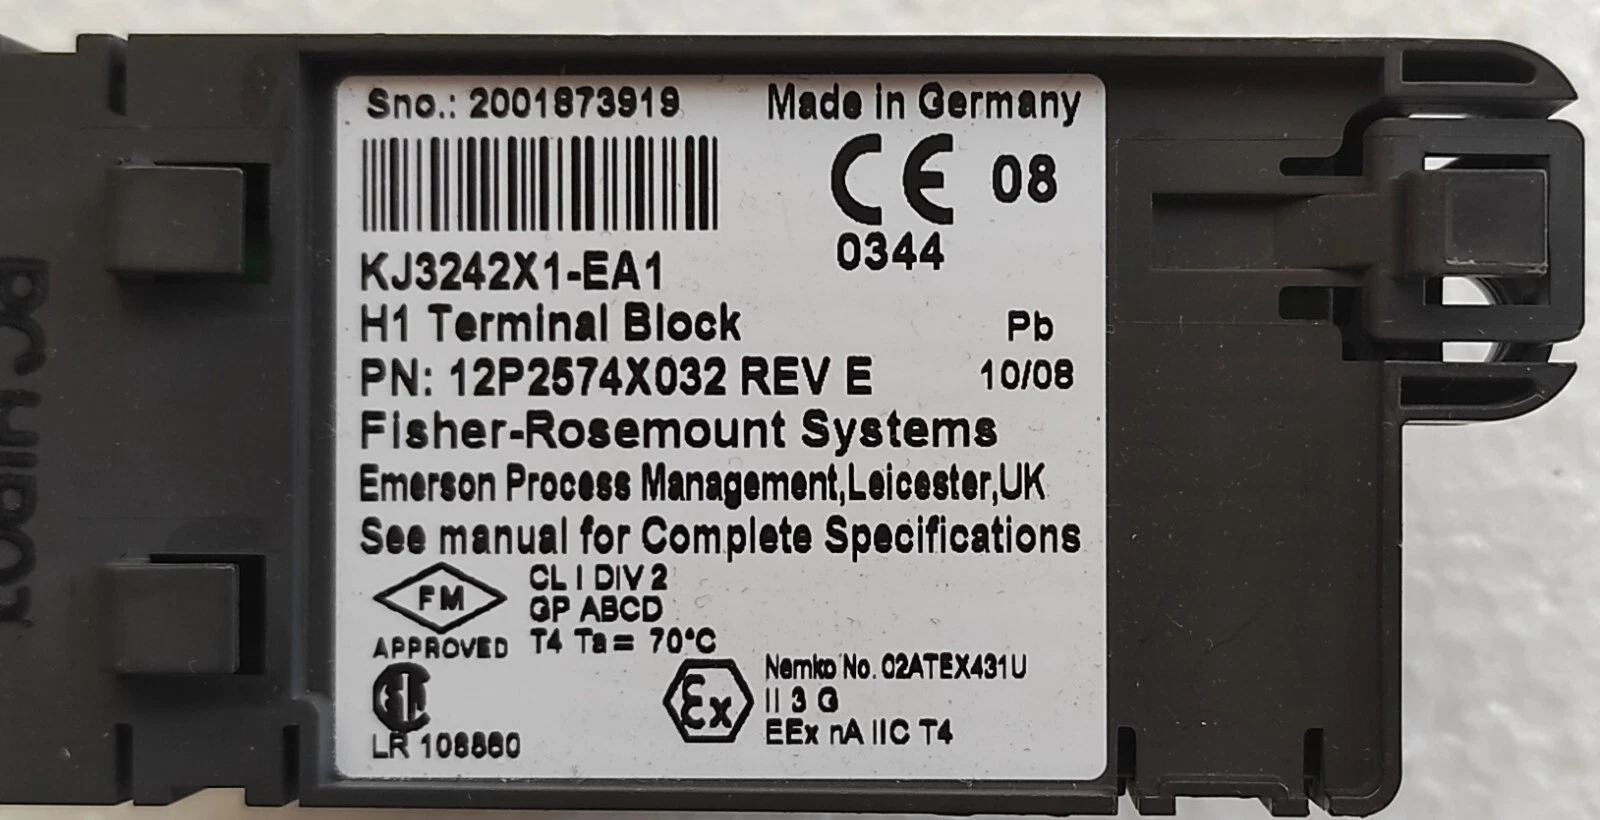 Sno.: 2001873919 Made in Germany
CE 08
0344
KJ3242X1-EA1
H1 Terminal Block Pb
PN: 12P2574X032 REV E 10/08
Fisher-Rosemount Systems
Emerson Process Management,Leicester,UK
See manual for Complete Specifications
FM CL I DIV 2
GP ABCD
APPROVED T4 Ta= 70°C
Ex Nemko No. 02ATEX431U
II 3 G
LR 108860 EEx nA IIC T4